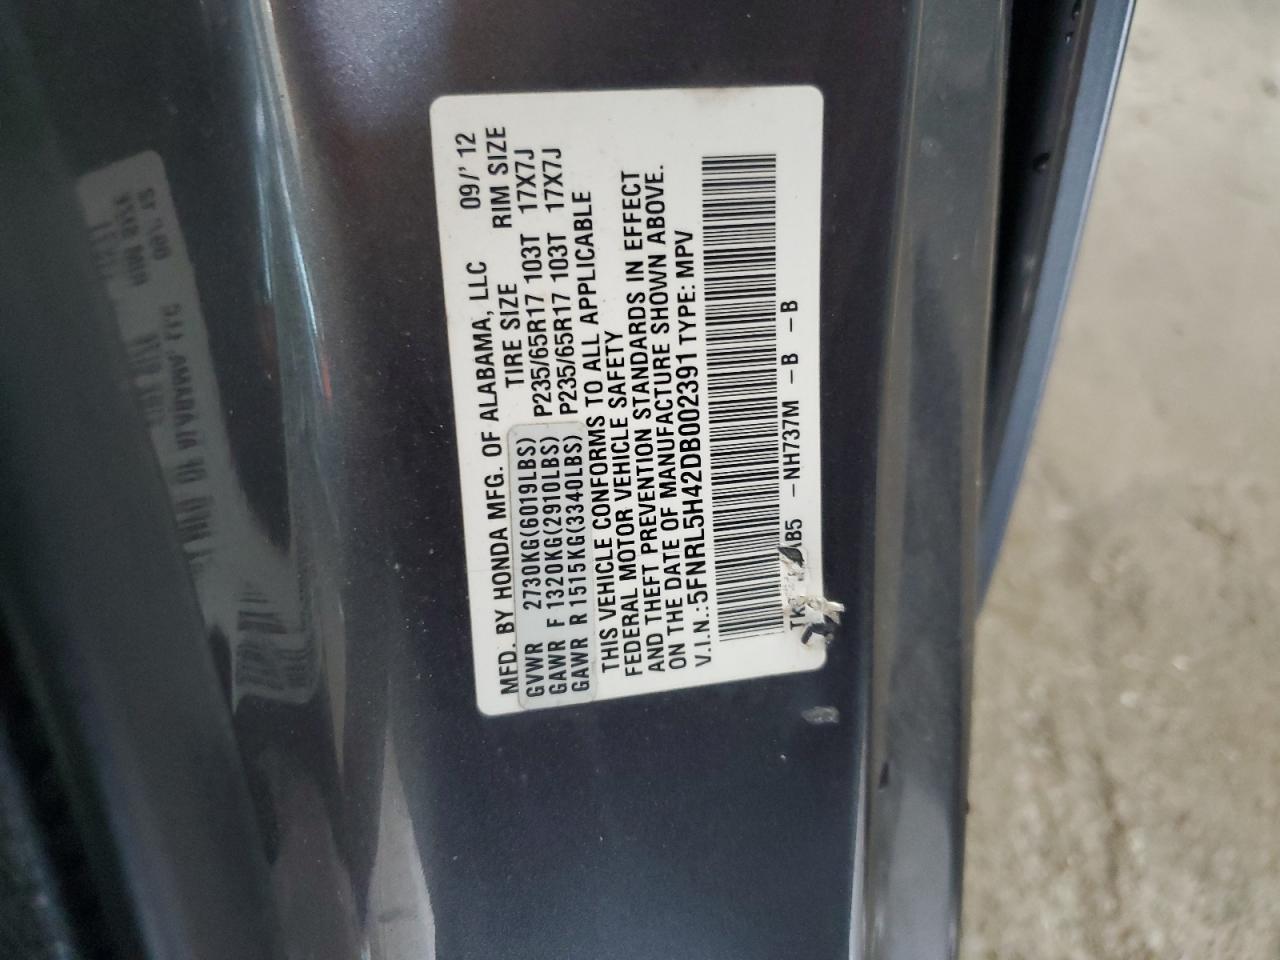 MFD. BY HONDA MFG. OF ALABAMA, LLC 09/'12
TIRE SIZE RIM SIZE
GVWR 2730KG(6019LBS)
GAWR F 1320KG(2910LBS) P235/65R17 103T 17X7J
GAWR R 1515KG(3340LBS) P235/65R17 103T 17X7J
THIS VEHICLE CONFORMS TO ALL APPLICABLE
FEDERAL MOTOR VEHICLE SAFETY
AND THEFT PREVENTION STANDARDS IN EFFECT
ON THE DATE OF MANUFACTURE SHOWN ABOVE.
V.I.N.:5FNRL5H42DB002391 TYPE: MPV
-NH737M -B -B